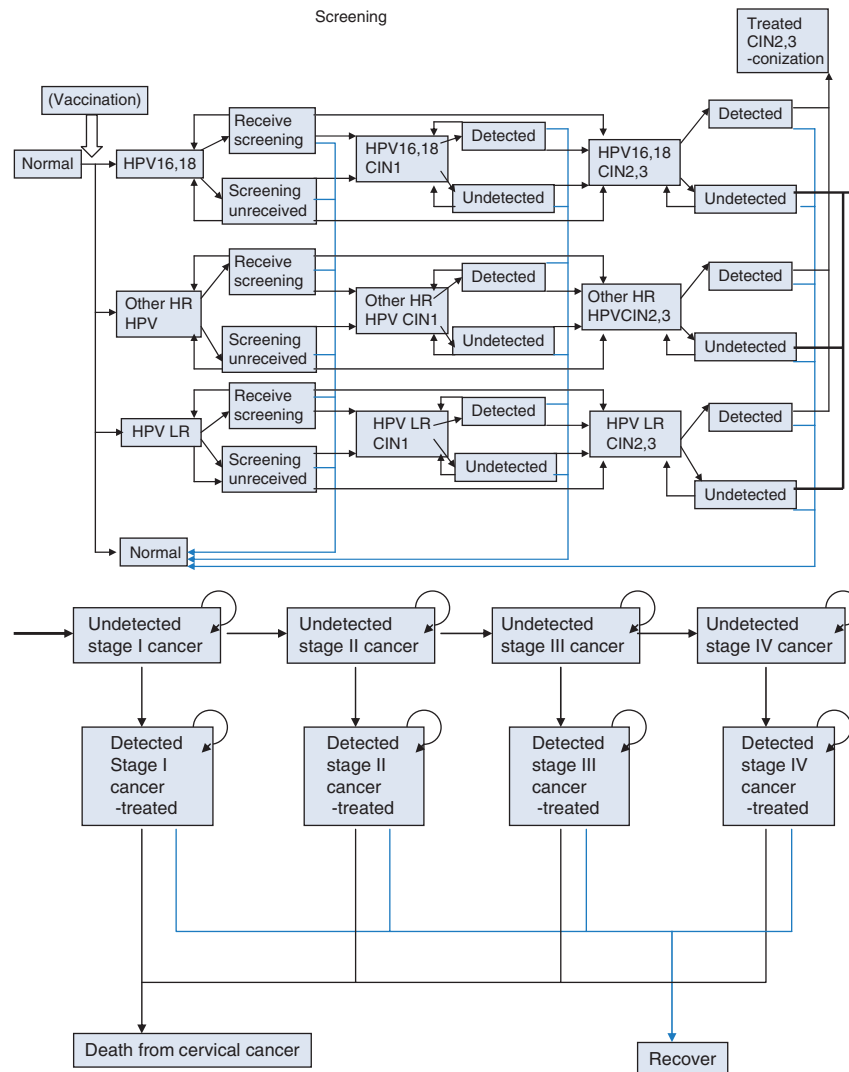 Screening
Treated
CIN2,3
-conization
(Vaccination)
Normal
HPV16,18
Receive
screening
Screening
unreceived
HPV16,18
CIN1
Detected
Undetected
HPV16,18
CIN2,3
Detected
Undetected
Other HR
HPV
Receive
screening
Screening
unreceived
Other HR
HPV CIN1
Detected
Undetected
Other HR
HPVCIN2,3
Detected
Undetected
HPV LR
Receive
screening
Screening
unreceived
HPV LR
CIN1
Detected
Undetected
HPV LR
CIN2,3
Detected
Undetected
Normal
Undetected
stage I cancer
Undetected
stage II cancer
Undetected
stage III cancer
Undetected
stage IV cancer
Detected
Stage I
cancer
-treated
Detected
stage II
cancer
-treated
Detected
stage III
cancer
-treated
Detected
stage IV
cancer
-treated
Death from cervical cancer
Recover